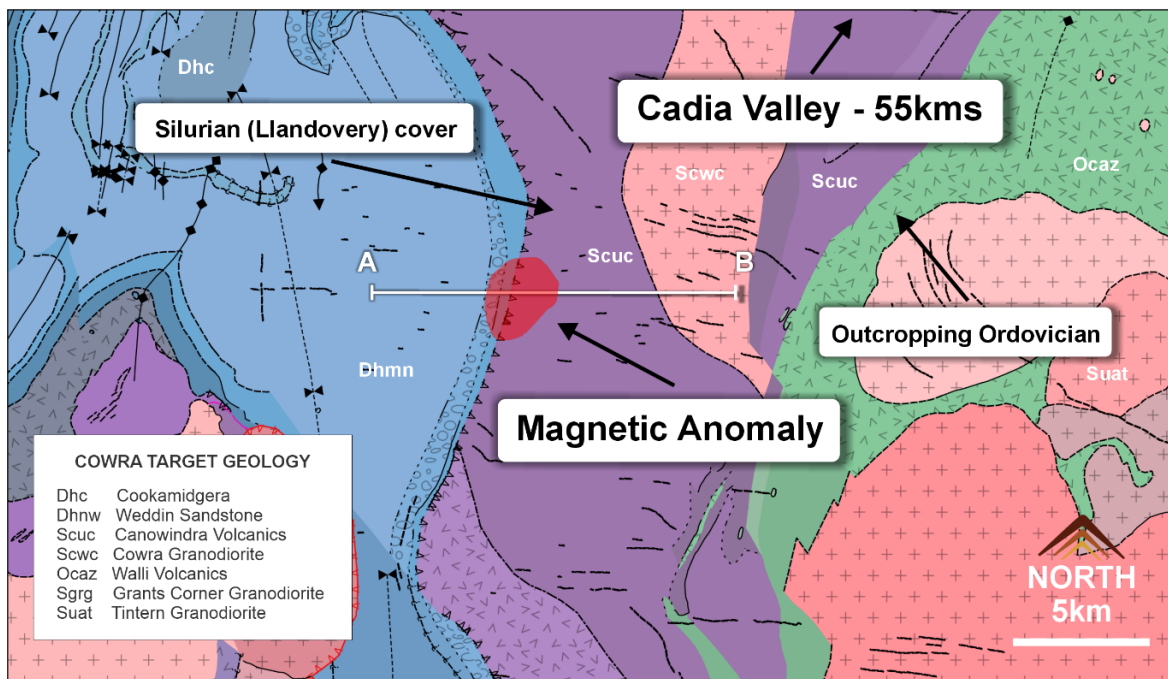 Dhc
Silurian (Llandovery) cover
Cadia Valley - 55kms
Scwc
Scuc
Ocaz
A
Scuc
B
Outcropping Ordovician
Dhmn
Suat
Magnetic Anomaly
COWRA TARGET GEOLOGY
Dhc Cookamidgera
Dhnw Weddin Sandstone
Scuc Canowindra Volcanics
Scwc Cowra Granodiorite
Ocaz Walli Volcanics
Sgrg Grants Corner Granodiorite
Suat Tintern Granodiorite
NORTH
5km